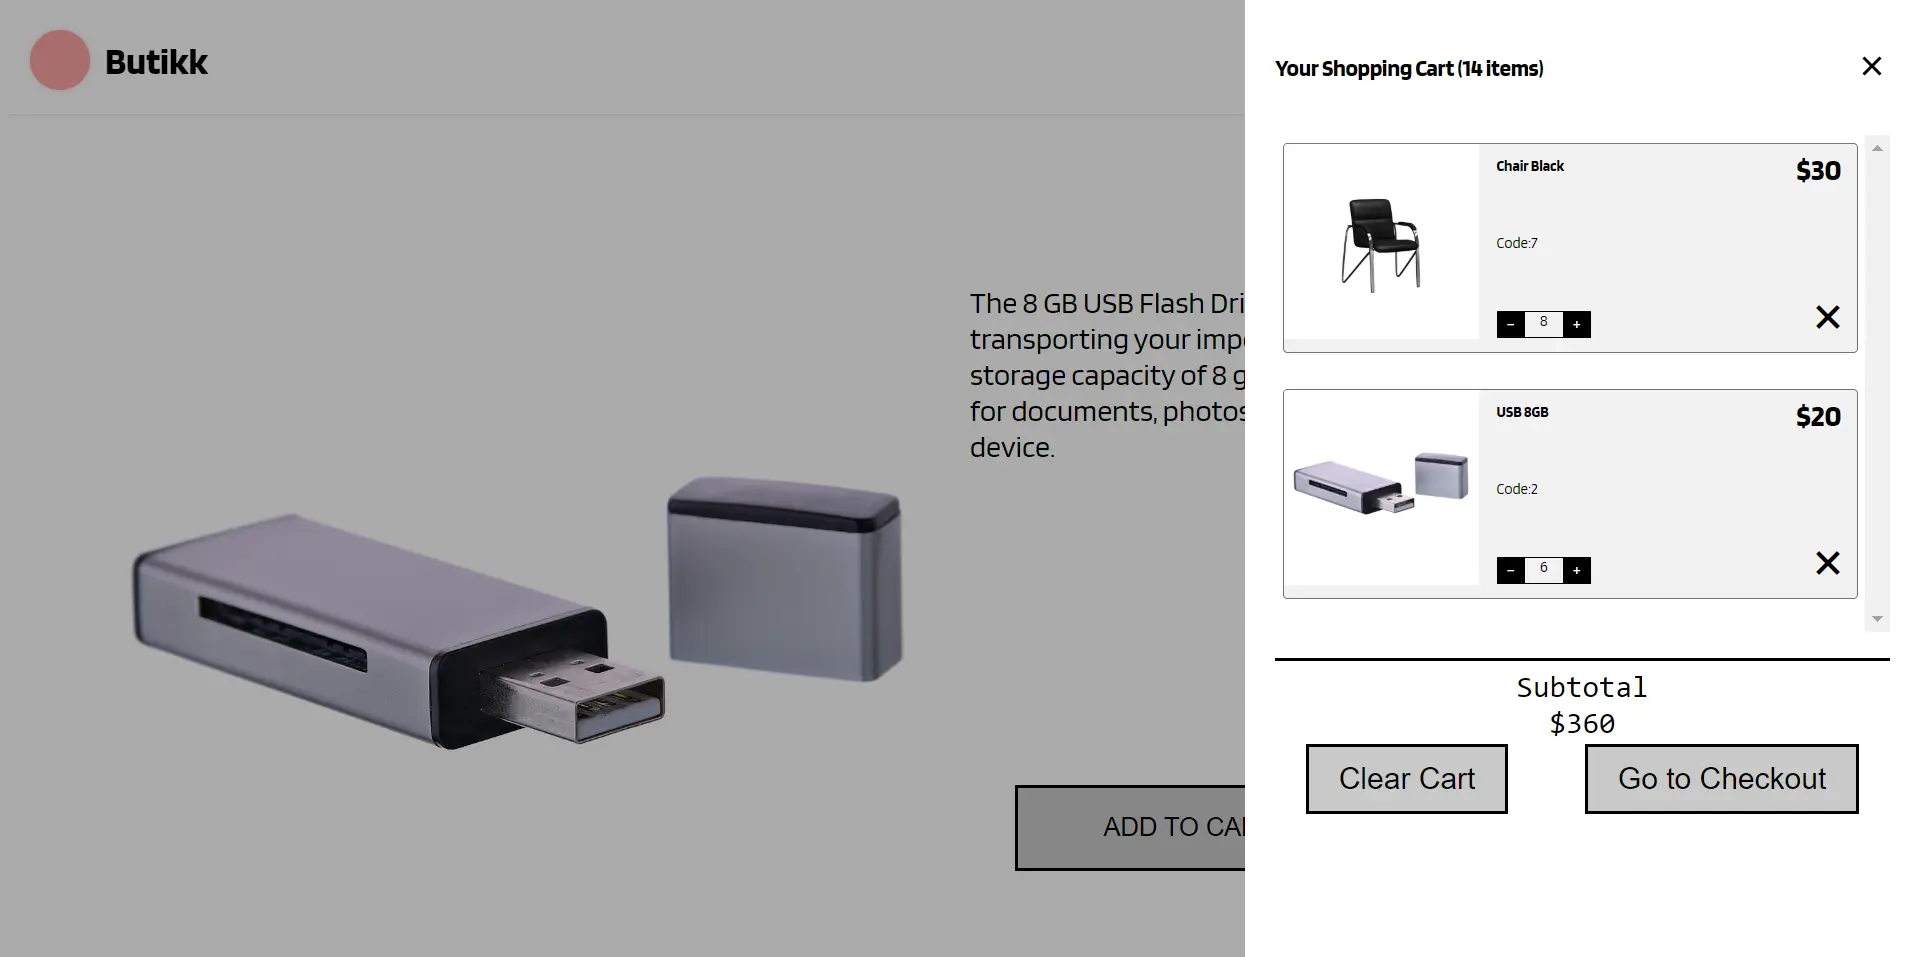 Butikk
The 8 GB USB Flash Dri
transporting your imp
storage capacity of 8 g
for documents, photos
device.
ADD TO CA
Your Shopping Cart (14 items)
Chair Black
$30
Code:7
– 8 +
USB 8GB
$20
Code:2
– 6 +
Subtotal
$360
Clear Cart
Go to Checkout